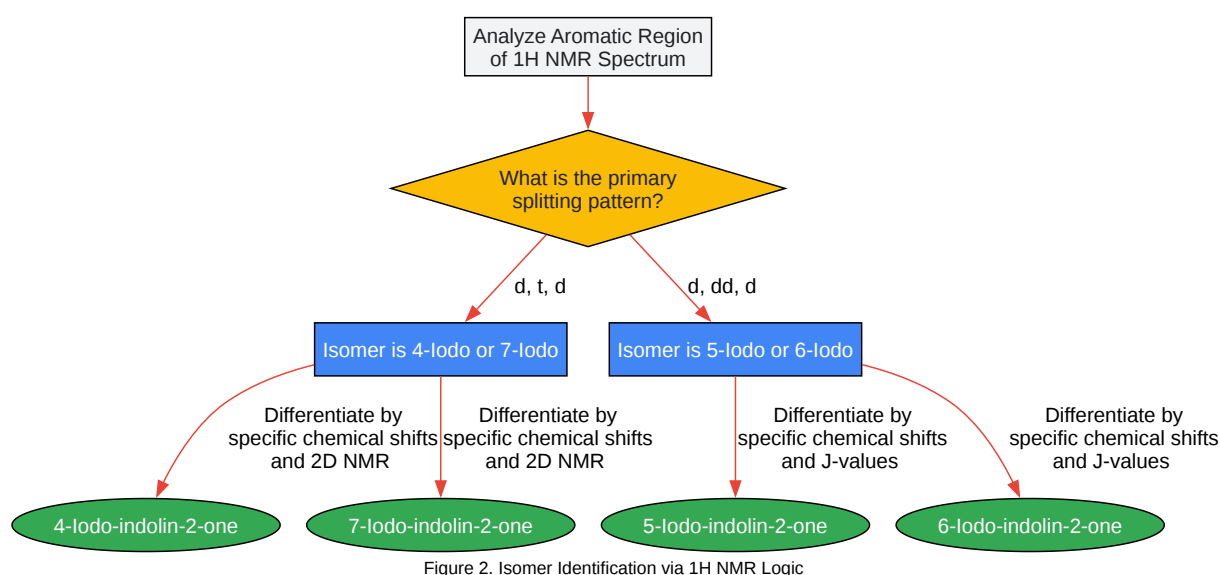 Analyze Aromatic Region
of 1H NMR Spectrum
What is the primary
splitting pattern?
d, t, d
d, dd, d
Isomer is 4-Iodo or 7-Iodo
Isomer is 5-Iodo or 6-Iodo
Differentiate by
specific chemical shifts
and 2D NMR
Differentiate by
specific chemical shifts
and 2D NMR
Differentiate by
specific chemical shifts
and J-values
Differentiate by
specific chemical shifts
and J-values
4-Iodo-indolin-2-one
7-Iodo-indolin-2-one
5-Iodo-indolin-2-one
6-Iodo-indolin-2-one
Figure 2. Isomer Identification via 1H NMR Logic